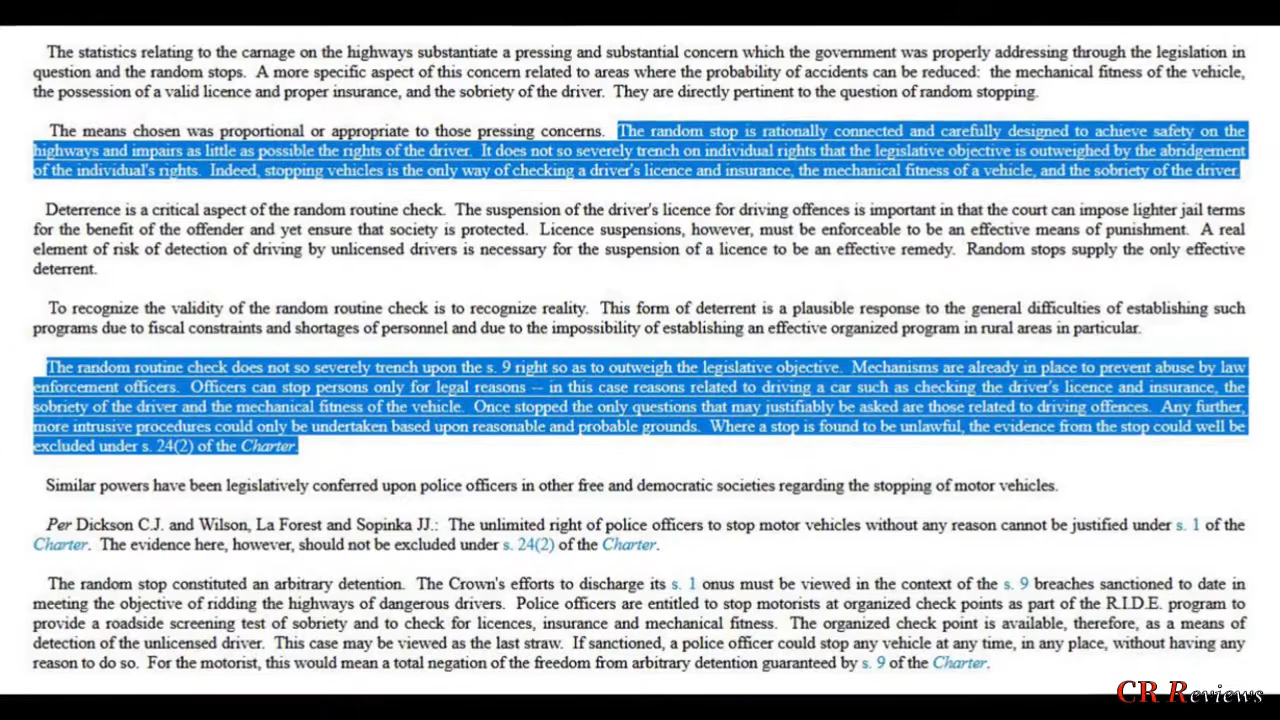 The statistics relating to the carnage on the highways substantiate a pressing and substantial concern which the government was properly addressing through the legislation in
question and the random stops. A more specific aspect of this concern related to areas where the probability of accidents can be reduced: the mechanical fitness of the vehicle,
the possession of a valid licence and proper insurance, and the sobriety of the driver. They are directly pertinent to the question of random stopping.
The means chosen was proportional or appropriate to those pressing concerns. The random stop is rationally connected and carefully designed to achieve safety on the
highways and impairs as little as possible the rights of the driver. It does not so severely trench on individual rights that the legislative objective is outweighed by the abridgement
of the individual's rights. Indeed, stopping vehicles is the only way of checking a driver's licence and insurance, the mechanical fitness of a vehicle, and the sobriety of the driver.
Deterrence is a critical aspect of the random routine check. The suspension of the driver's licence for driving offences is important in that the court can impose lighter jail terms
for the benefit of the offender and yet ensure that society is protected. Licence suspensions, however, must be enforceable to be an effective means of punishment. A real
element of risk of detection of driving by unlicensed drivers is necessary for the suspension of a licence to be an effective remedy. Random stops supply the only effective
deterrent.
To recognize the validity of the random routine check is to recognize reality. This form of deterrent is a plausible response to the general difficulties of establishing such
programs due to fiscal constraints and shortages of personnel and due to the impossibility of establishing an effective organized program in rural areas in particular.
The random routine check does not so severely trench upon the s. 9 right so as to outweigh the legislative objective. Mechanisms are already in place to prevent abuse by law
enforcement officers. Officers can stop persons only for legal reasons -- in this case reasons related to driving a car such as checking the driver's licence and insurance, the
sobriety of the driver and the mechanical fitness of the vehicle. Once stopped the only questions that may justifiably be asked are those related to driving offences. Any further,
more intrusive procedures could only be undertaken based upon reasonable and probable grounds. Where a stop is found to be unlawful, the evidence from the stop could well be
excluded under s. 24(2) of the Charter.
Similar powers have been legislatively conferred upon police officers in other free and democratic societies regarding the stopping of motor vehicles.
Per Dickson C.J. and Wilson, La Forest and Sopinka JJ.: The unlimited right of police officers to stop motor vehicles without any reason cannot be justified under s. 1 of the
Charter. The evidence here, however, should not be excluded under s. 24(2) of the Charter.
The random stop constituted an arbitrary detention. The Crown's efforts to discharge its s. 1 onus must be viewed in the context of the s. 9 breaches sanctioned to date in
meeting the objective of ridding the highways of dangerous drivers. Police officers are entitled to stop motorists at organized check points as part of the R.I.D.E. program to
provide a roadside screening test of sobriety and to check for licences, insurance and mechanical fitness. The organized check point is available, therefore, as a means of
detection of the unlicensed driver. This case may be viewed as the last straw. If sanctioned, a police officer could stop any vehicle at any time, in any place, without having any
reason to do so. For the motorist, this would mean a total negation of the freedom from arbitrary detention guaranteed by s. 9 of the Charter.
CR Reviews